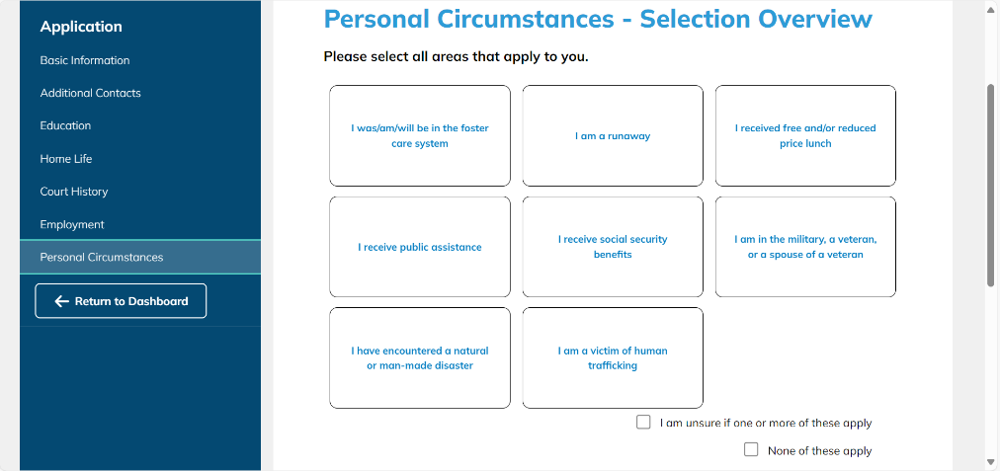 Application
Basic Information
Additional Contacts
Education
Home Life
Court History
Employment
Personal Circumstances
Return to Dashboard
Personal Circumstances - Selection Overview
Please select all areas that apply to you.
I was/am/will be in the foster
care system
I am a runaway
I received free and/or reduced
price lunch
I receive public assistance
I receive social security
benefits
I am in the military, a veteran,
or a spouse of a veteran
I have encountered a natural
or man-made disaster
I am a victim of human
trafficking
I am unsure if one or more of these apply
None of these apply